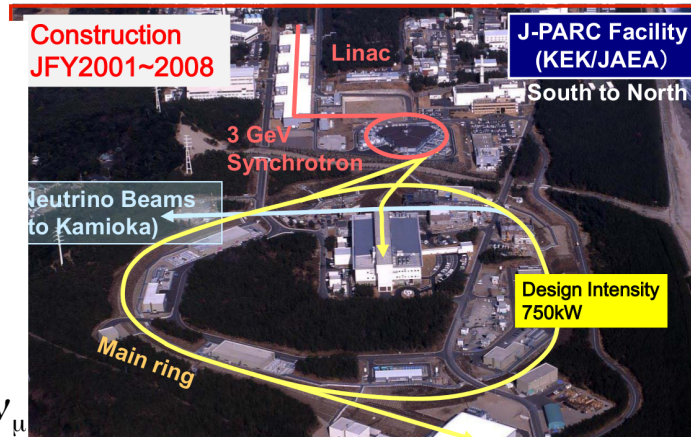 Construction
JFY2001~2008
Linac
J-PARC Facility
(KEK/JAEA）
South to North
3 GeV
Synchrotron
Neutrino Beams
to Kamioka)
Design Intensity
750kW
Main ring
ν μ